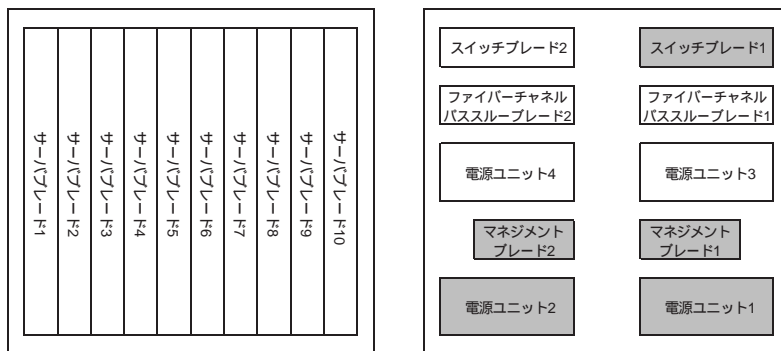 サーバブレード1
サーバブレード2
サーバブレード3
サーバブレード4
サーバブレード5
サーバブレード6
サーバブレード7
サーバブレード8
サーバブレード9
サーバブレード10
スイッチブレード2
スイッチブレード1
ファイバーチャネル
パススルーブレード2
ファイバーチャネル
パススルーブレード1
電源ユニット4
電源ユニット3
マネジメント
ブレード2
マネジメント
ブレード1
電源ユニット2
電源ユニット1